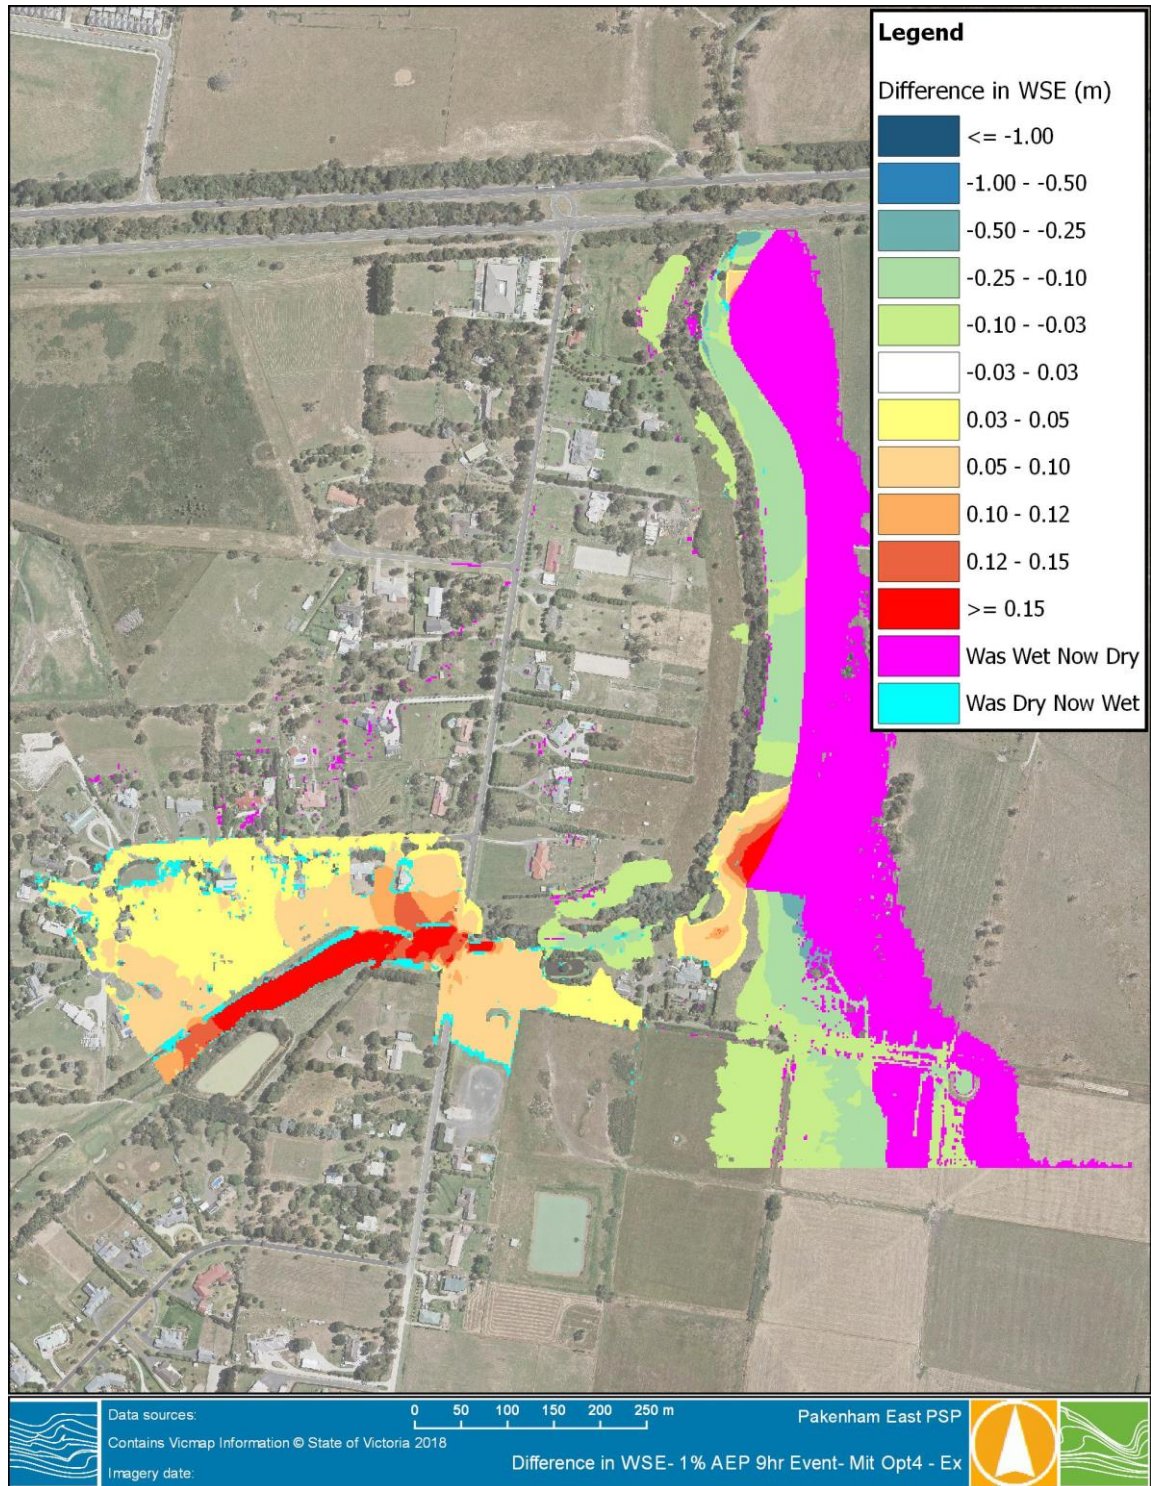 Legend
Difference in WSE (m)
<= -1.00
-1.00 - -0.50
-0.50 - -0.25
-0.25 - -0.10
-0.10 - -0.03
-0.03 - 0.03
0.03 - 0.05
0.05 - 0.10
0.10 - 0.12
0.12 - 0.15
>= 0.15
Was Wet Now Dry
Was Dry Now Wet
Data sources:
Contains Vicmap Information © State of Victoria 2018
Imagery date:
0 50 100 150 200 250 m
Pakenham East PSP
Difference in WSE- 1% AEP 9hr Event- Mit Opt4 - Ex